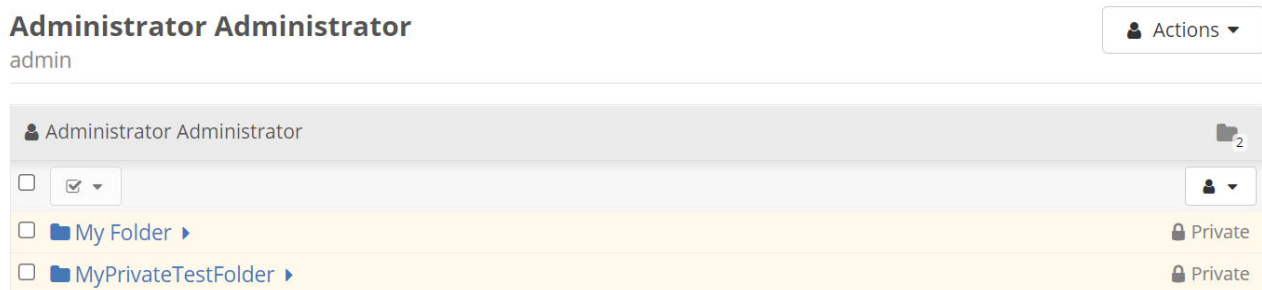 Administrator Administrator
Actions
admin
Administrator Administrator
2
My Folder
Private
MyPrivateTestFolder
Private